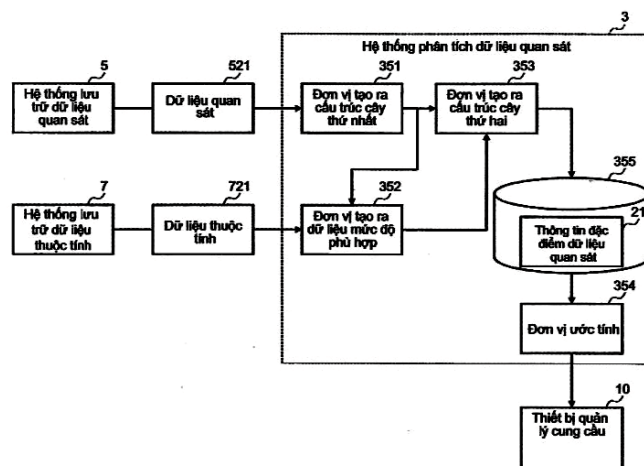 3
Hệ thống phân tích dữ liệu quan sát
5
Hệ thống lưu
trữ dữ liệu
quan sát
521
Dữ liệu quan
sát
351
Đơn vị tạo ra
cấu trúc cây
thứ nhất
353
Đơn vị tạo ra
cấu trúc cây
thứ hai
355
7
Hệ thống lưu
trữ dữ liệu
thuộc tính
721
Dữ liệu thuộc
tính
352
Đơn vị tạo ra
dữ liệu mức độ
phù hợp
21
Thông tin đặc
điểm dữ liệu
quan sát
354
Đơn vị ước tính
10
Thiết bị quản
lý cung cầu